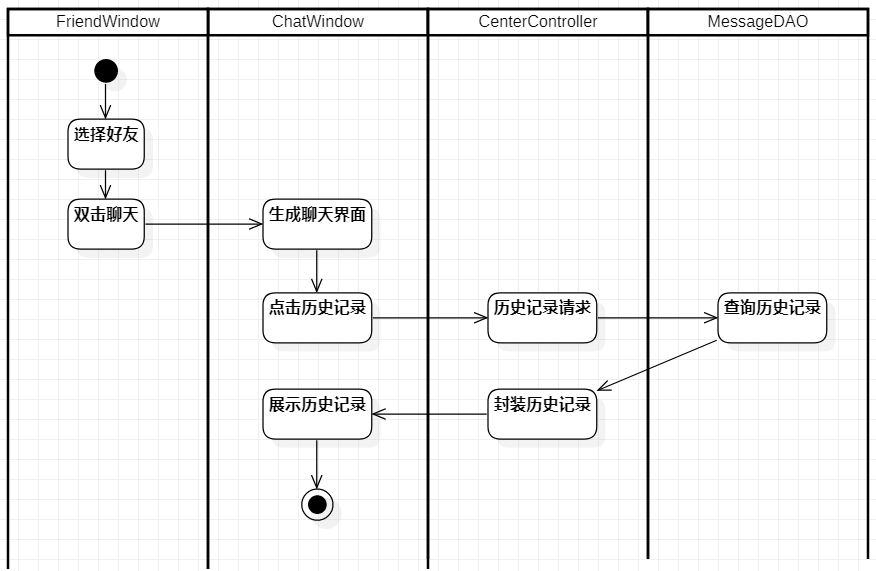 FriendWindow
ChatWindow
CenterController
MessageDAO
选择好友
双击聊天
生成聊天界面
点击历史记录
历史记录请求
查询历史记录
展示历史记录
封装历史记录